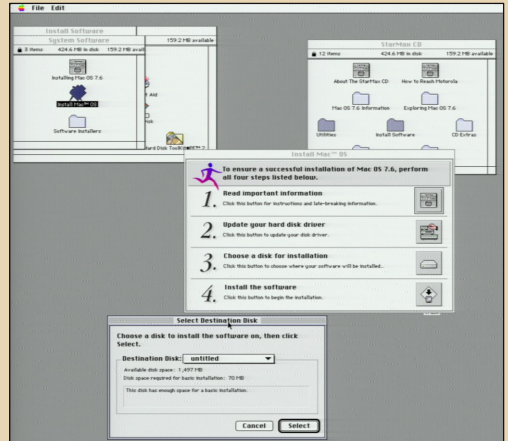 File Edit
Install Software
System Software
159.2 MB available
3 items 424.6 MB in disk 159.2 MB avail
Installing Mac OS 7.6
t Aid
Install Mac™ OS
Software Installers
Hard Disk ToolKit™
StarMax CD
12 items 424.6 MB in disk 159.2 MB available
About The StarMax CD How to Reach Motorola
Mac OS 7.6 Information Exploring Mac OS 7.6
Utilities Install Software CD Extras
Install Mac™ OS
To ensure a successful installation of Mac OS 7.6, perform
all four steps listed below.
1. Read important information
Click this button for instructions and late-breaking information.
2. Update your hard disk driver
Click this button to update your disk driver.
3. Choose a disk for installation
Click this button to choose where your software will be installed.
4. Install the software
Click this button to begin the installation.
Select Destination Disk
Choose a disk to install the software on, then click
Select.
Destination Disk: untitled
Available disk space: 1,497 MB
Disk space required for basic installation: 70 MB
This disk has enough space for a basic installation.
Cancel Select